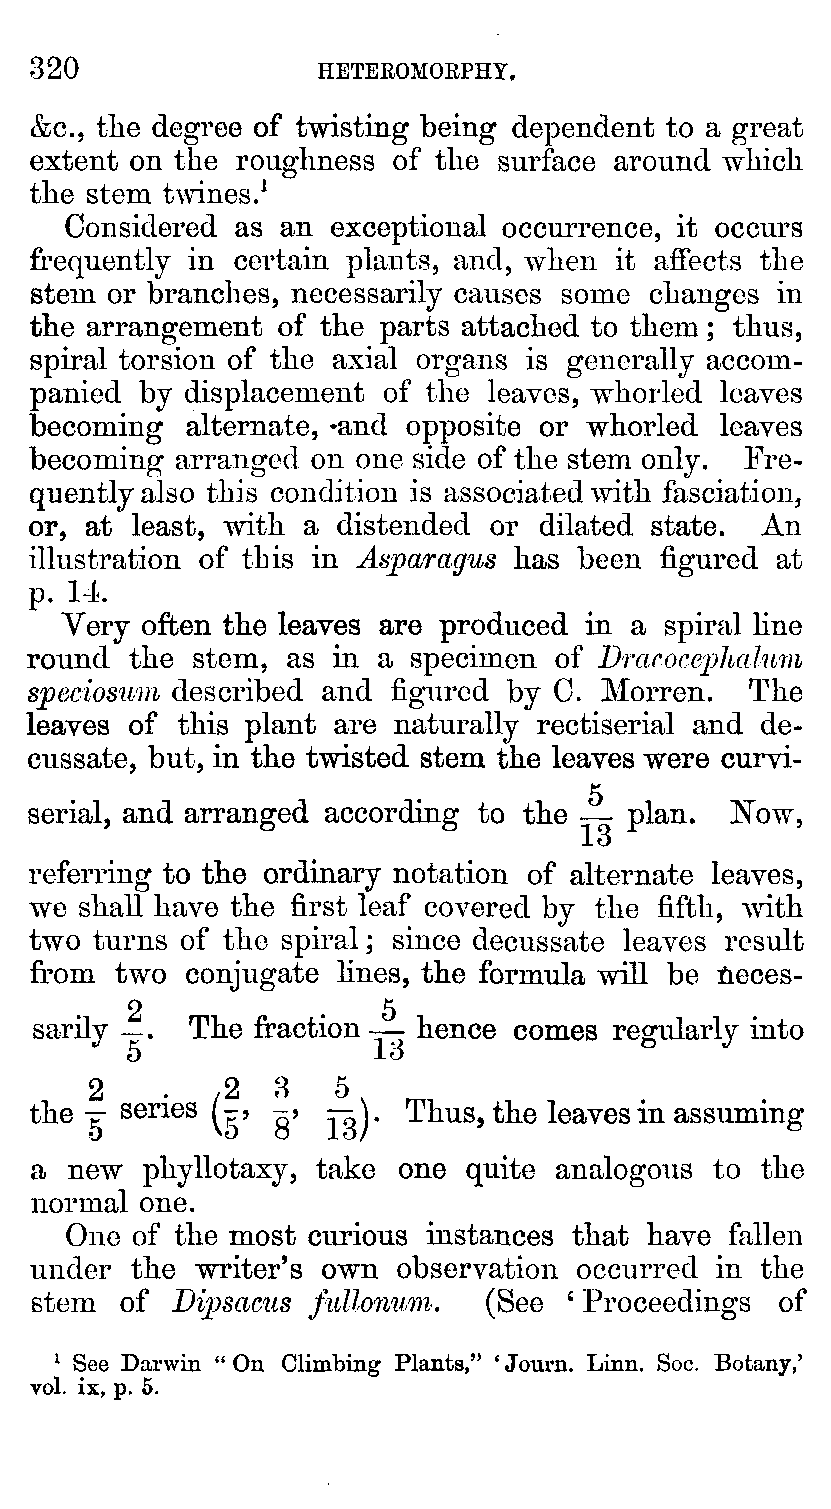 320 HETEROMORPHY.
&c., the degree of twisting being dependent to a great
extent on the roughness of the surface around which
the stem twines.¹
Considered as an exceptional occurrence, it occurs
frequently in certain plants, and, when it affects the
stem or branches, necessarily causes some changes in
the arrangement of the parts attached to them; thus,
spiral torsion of the axial organs is generally accom-
panied by displacement of the leaves, whorled leaves
becoming alternate, and opposite or whorled leaves
becoming arranged on one side of the stem only. Fre-
quently also this condition is associated with fasciation,
or, at least, with a distended or dilated state. An
illustration of this in Asparagus has been figured at
p. 14.
Very often the leaves are produced in a spiral line
round the stem, as in a specimen of Dracocephalum
speciosum described and figured by C. Morren. The
leaves of this plant are naturally rectiserial and de-
cussate, but, in the twisted stem the leaves were curvi-
serial, and arranged according to the 5/13 plan. Now,
referring to the ordinary notation of alternate leaves,
we shall have the first leaf covered by the fifth, with
two turns of the spiral; since decussate leaves result
from two conjugate lines, the formula will be neces-
sarily 2/5. The fraction 5/13 hence comes regularly into
the 2/5 series (2/5, 3/8, 5/13). Thus, the leaves in assuming
a new phyllotaxy, take one quite analogous to the
normal one.
One of the most curious instances that have fallen
under the writer's own observation occurred in the
stem of Dipsacus fullonum. (See 'Proceedings of
¹ See Darwin "On Climbing Plants," 'Journ. Linn. Soc. Botany,'
vol. ix, p. 5.